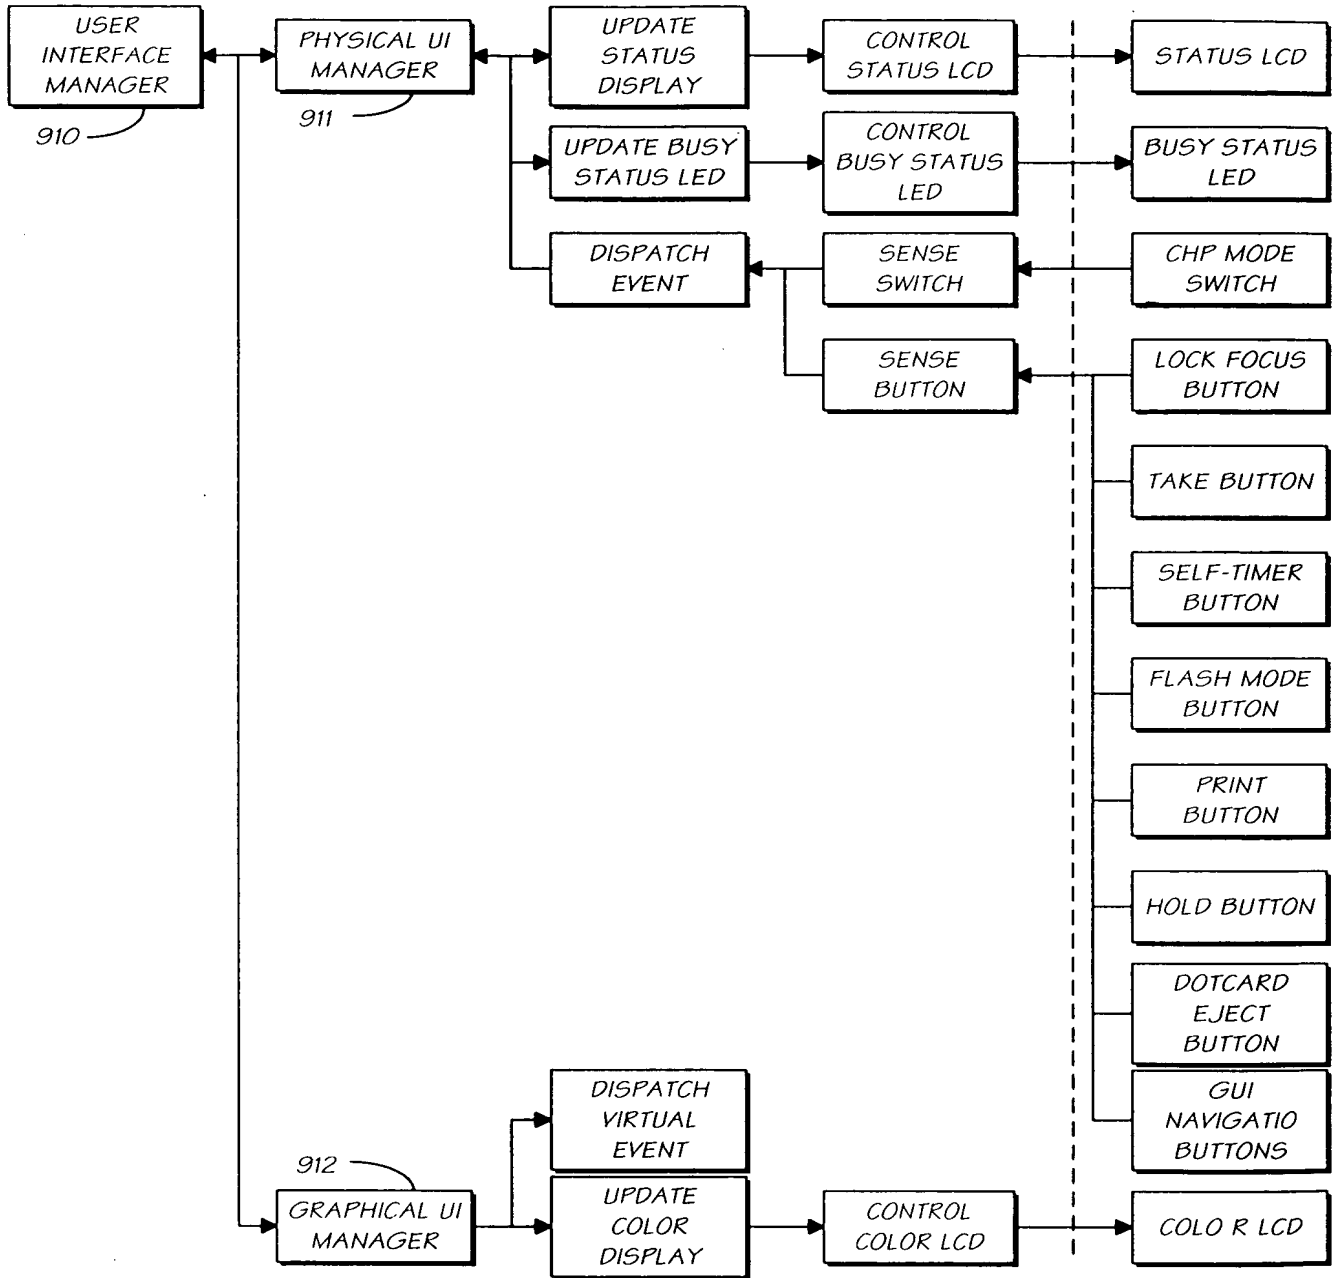 USER
INTERFACE
MANAGER
910
PHYSICAL UI
MANAGER
911
UPDATE
STATUS
DISPLAY
CONTROL
STATUS LCD
STATUS LCD
UPDATE BUSY
STATUS LED
CONTROL
BUSY STATUS
LED
BUSY STATUS
LED
DISPATCH
EVENT
SENSE
SWITCH
CHP MODE
SWITCH
SENSE
BUTTON
LOCK FOCUS
BUTTON
TAKE BUTTON
SELF-TIMER
BUTTON
FLASH MODE
BUTTON
PRINT
BUTTON
HOLD BUTTON
DOTCARD
EJECT
BUTTON
GUI
NAVIGATIO
BUTTONS
DISPATCH
VIRTUAL
EVENT
912
GRAPHICAL UI
MANAGER
UPDATE
COLOR
DISPLAY
CONTROL
COLOR LCD
COLO R LCD